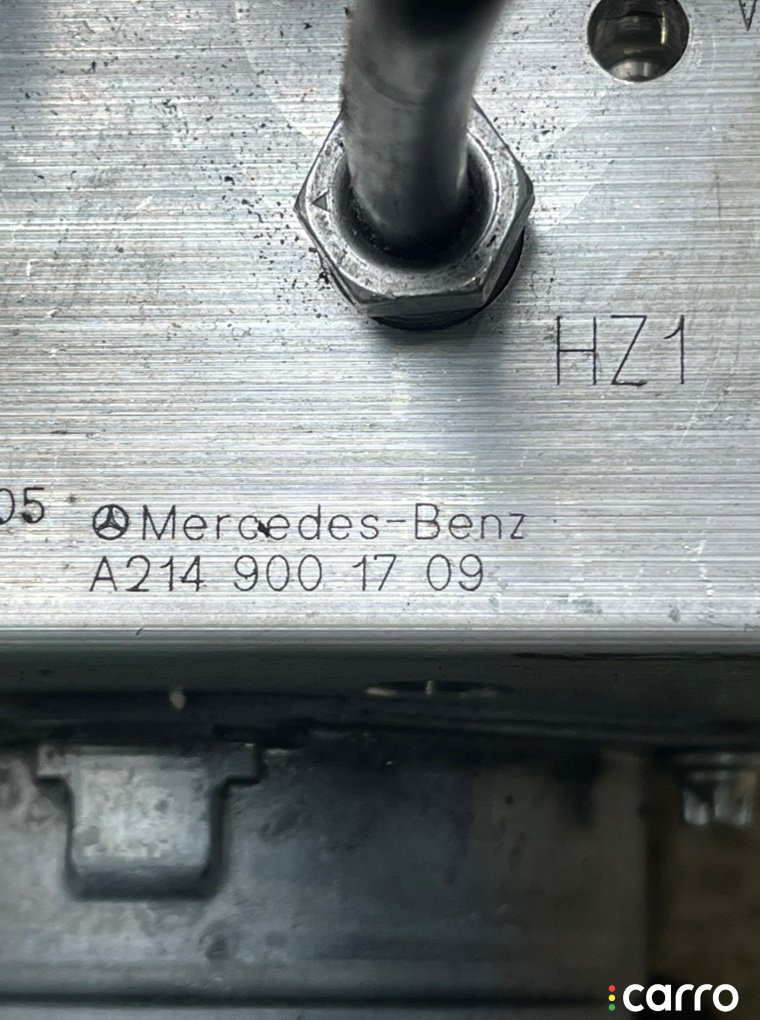 V
HZ1
05
Mercedes-Benz
A214 900 17 09
carro